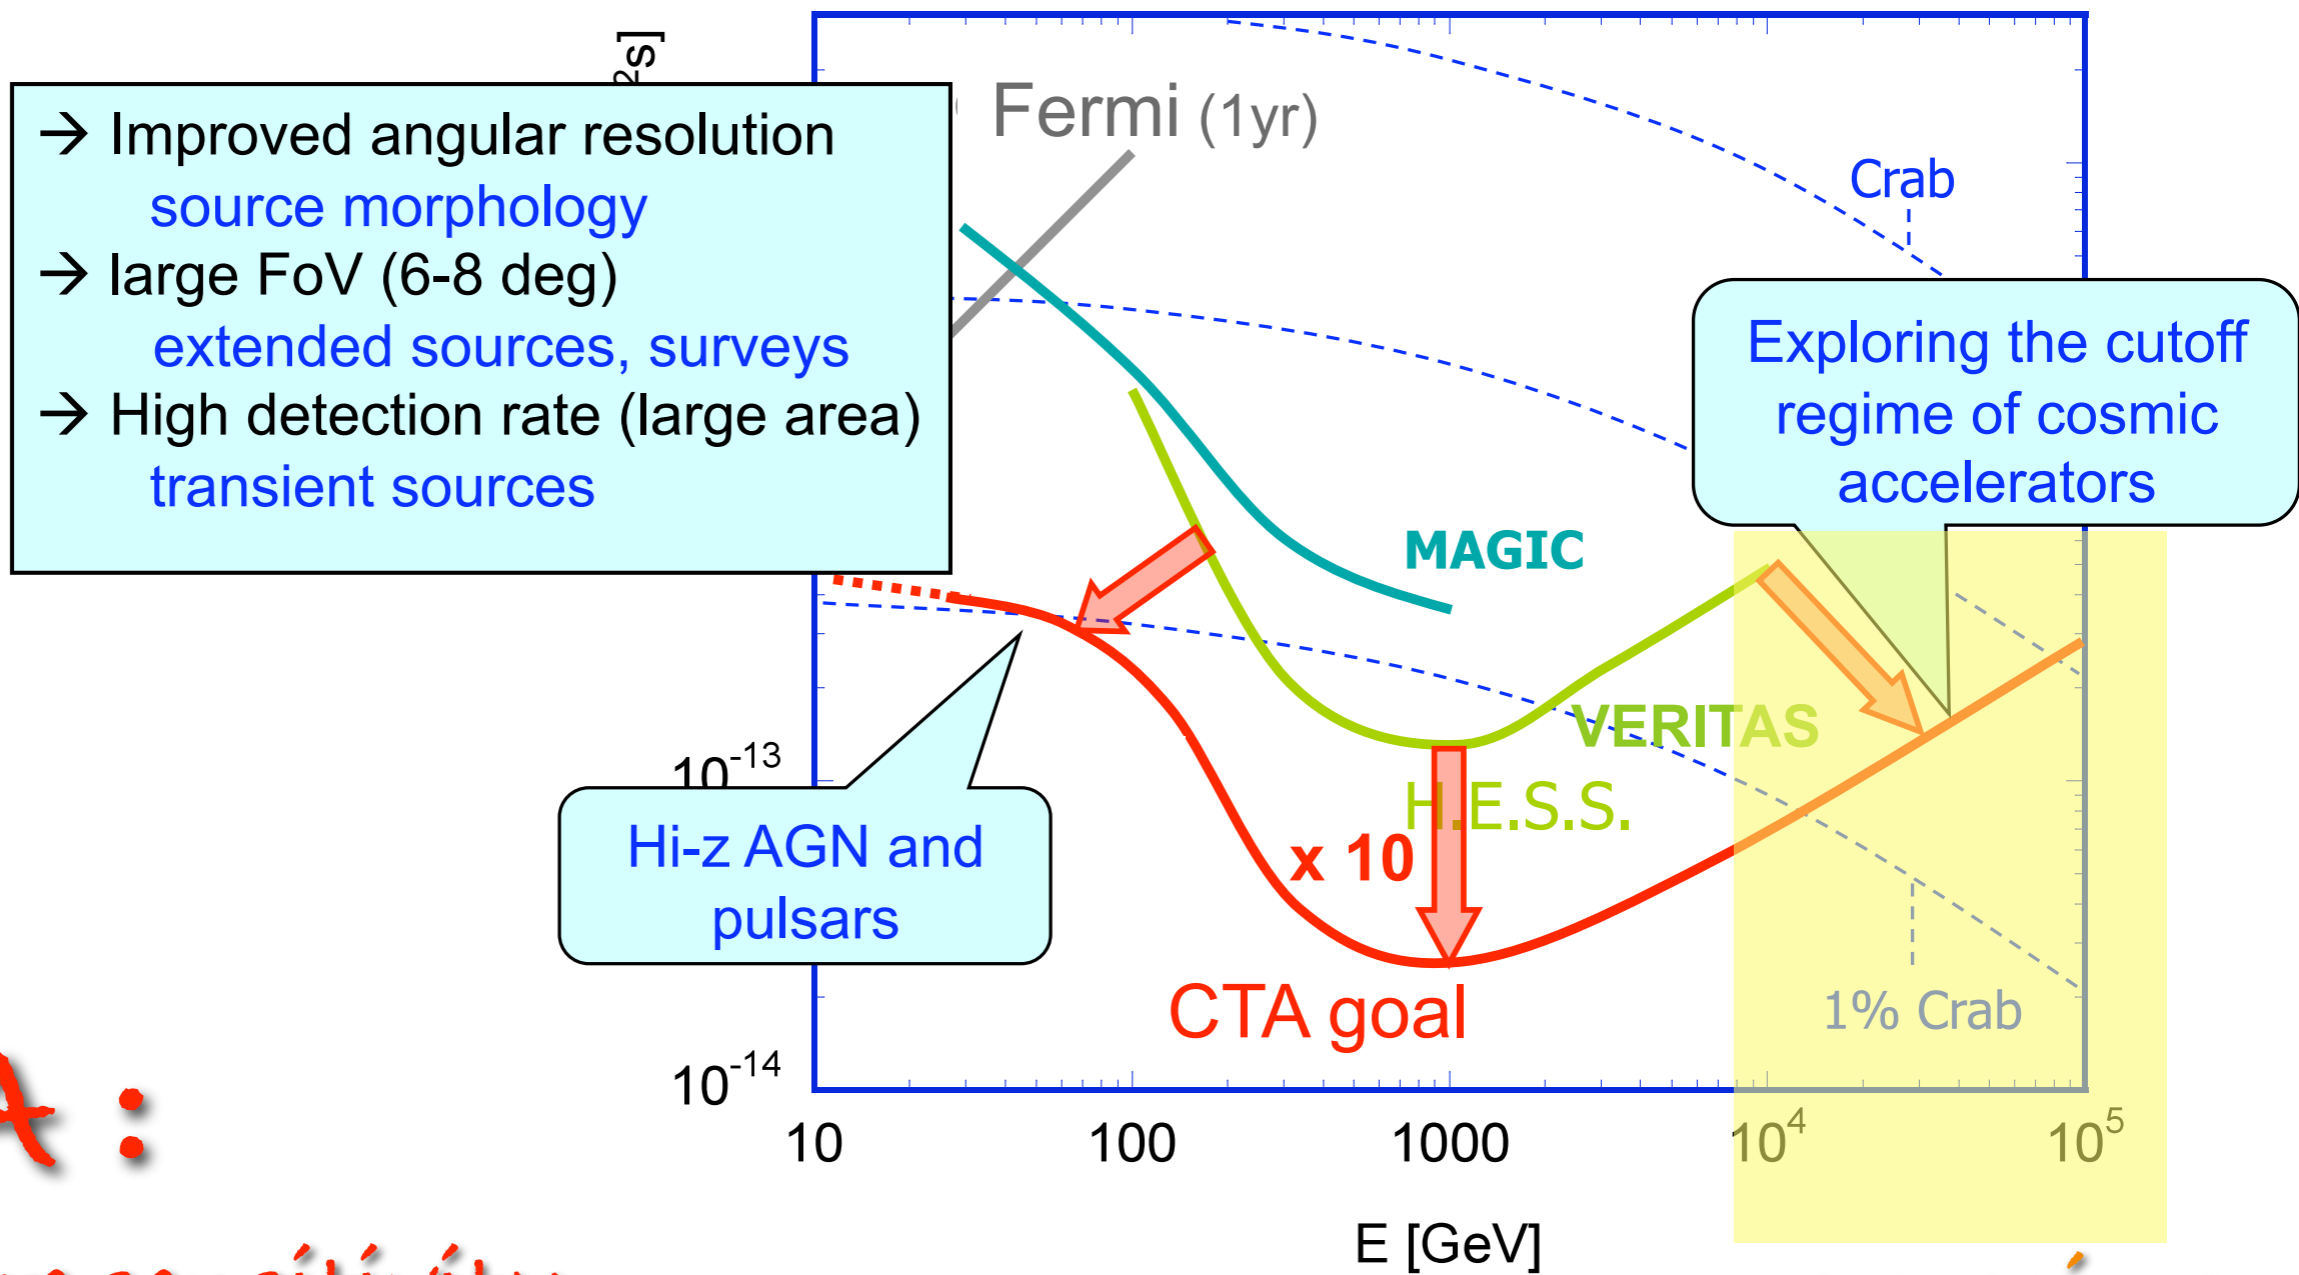 ²s]
→ Improved angular resolution
source morphology
→ large FoV (6-8 deg)
extended sources, surveys
→ High detection rate (large area)
transient sources
Fermi (1yr)
Crab
Exploring the cutoff
regime of cosmic
accelerators
MAGIC
VERITAS
H.E.S.S.
x 10
10⁻¹³
Hi-z AGN and
pulsars
CTA goal
1% Crab
10⁻¹⁴
10 100 1000 10⁴ 10⁵
E [GeV]
A :